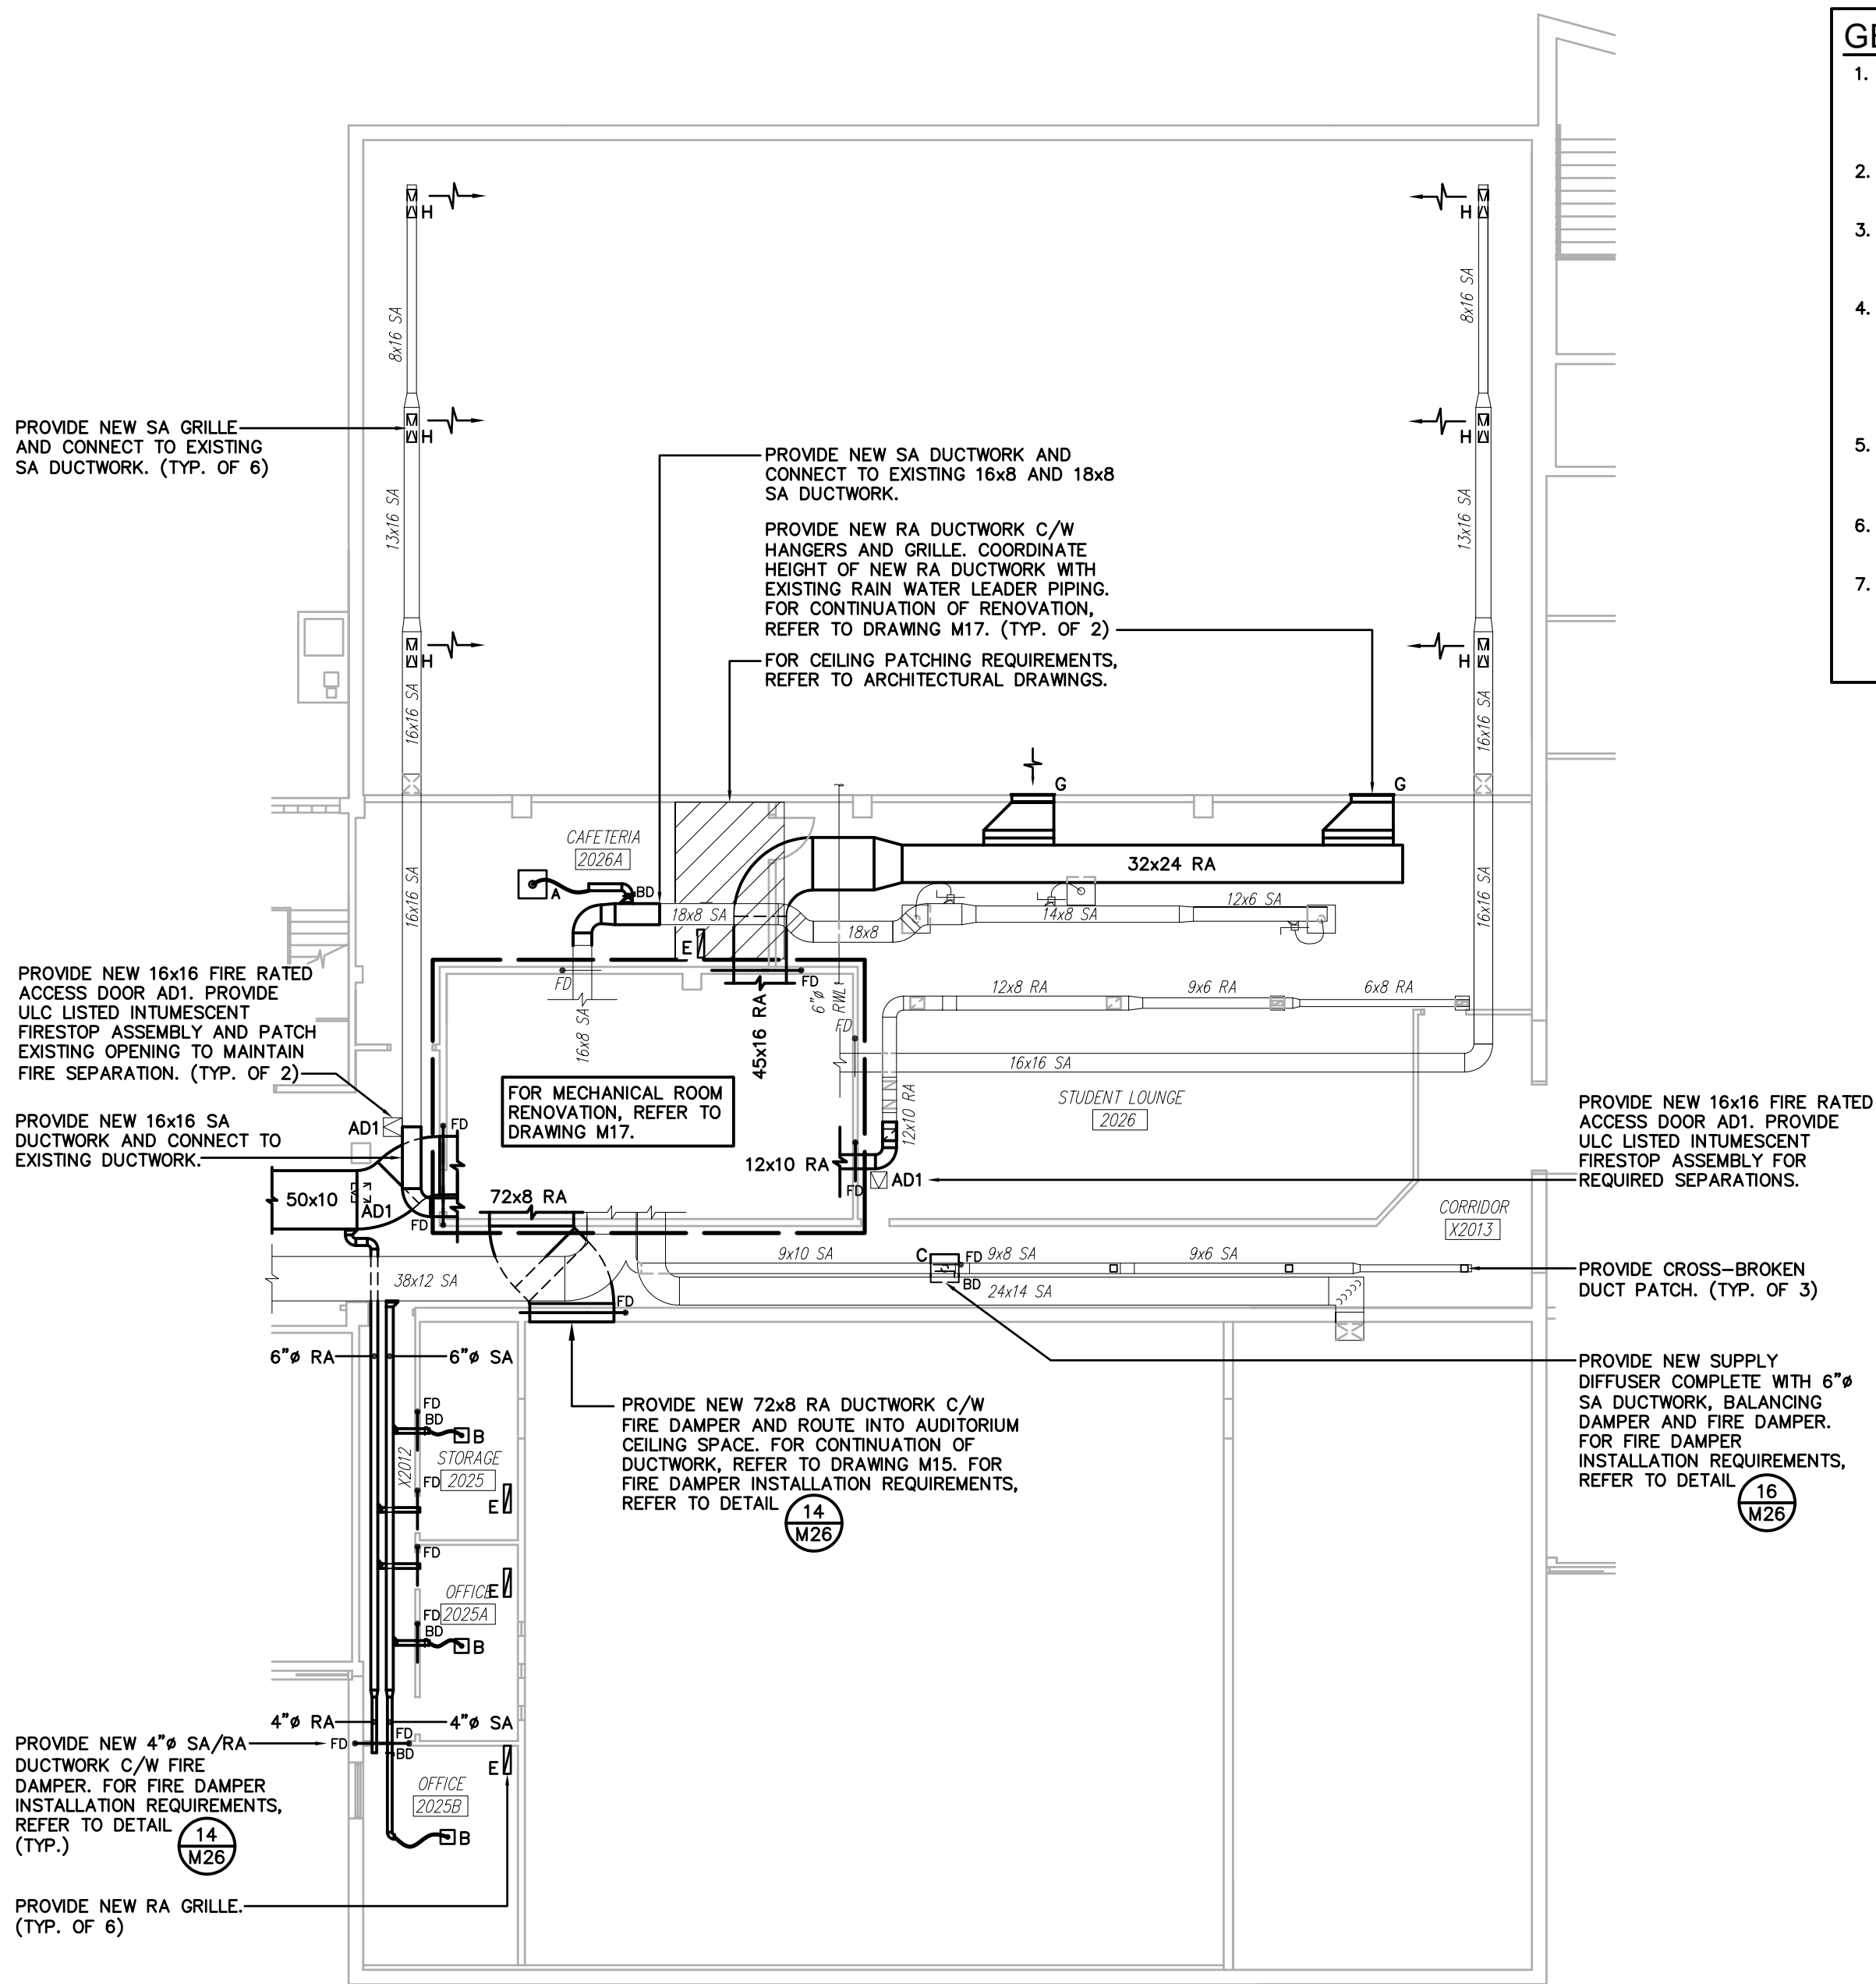 GE
1.
2.
3.
4.
5.
6.
7.
H
H
8x16 SA
8x16 SA
PROVIDE NEW SA GRILLE
AND CONNECT TO EXISTING
SA DUCTWORK. (TYP. OF 6)
H
H
13x16 SA
13x16 SA
PROVIDE NEW SA DUCTWORK AND
CONNECT TO EXISTING 16x8 AND 18x8
SA DUCTWORK.
PROVIDE NEW RA DUCTWORK C/W
HANGERS AND GRILLE. COORDINATE
HEIGHT OF NEW RA DUCTWORK WITH
EXISTING RAIN WATER LEADER PIPING.
FOR CONTINUATION OF RENOVATION,
REFER TO DRAWING M17. (TYP. OF 2)
FOR CEILING PATCHING REQUIREMENTS,
REFER TO ARCHITECTURAL DRAWINGS.
H
H
16x16 SA
16x16 SA
G
G
CAFETERIA
2026A
32x24 RA
A
BD
18x8 SA
18x8
14x8 SA
12x6 SA
16x16 SA
16x16 SA
E
FD
FD
16x8 SA
45x16 RA
6"ø RWL
FD
12x8 RA
9x6 RA
6x8 RA
16x16 SA
PROVIDE NEW 16x16 FIRE RATED
ACCESS DOOR AD1. PROVIDE
ULC LISTED INTUMESCENT
FIRESTOP ASSEMBLY AND PATCH
EXISTING OPENING TO MAINTAIN
FIRE SEPARATION. (TYP. OF 2)
FOR MECHANICAL ROOM
RENOVATION, REFER TO
DRAWING M17.
STUDENT LOUNGE
2026
12x10 RA
PROVIDE NEW 16x16 SA
DUCTWORK AND CONNECT TO
EXISTING DUCTWORK.
AD1
FD
50x10
AD1
FD
72x8 RA
12x10 RA
FD
AD1
PROVIDE NEW 16x16 FIRE RATED
ACCESS DOOR AD1. PROVIDE
ULC LISTED INTUMESCENT
FIRESTOP ASSEMBLY FOR
REQUIRED SEPARATIONS.
CORRIDOR
X2013
38x12 SA
9x10 SA
C
FD
9x8 SA
9x6 SA
BD
24x14 SA
FD
PROVIDE CROSS-BROKEN
DUCT PATCH. (TYP. OF 3)
6"ø RA
6"ø SA
PROVIDE NEW SUPPLY
DIFFUSER COMPLETE WITH 6"ø
SA DUCTWORK, BALANCING
DAMPER AND FIRE DAMPER.
FOR FIRE DAMPER
INSTALLATION REQUIREMENTS,
REFER TO DETAIL
16
M26
PROVIDE NEW 72x8 RA DUCTWORK C/W
FIRE DAMPER AND ROUTE INTO AUDITORIUM
CEILING SPACE. FOR CONTINUATION OF
DUCTWORK, REFER TO DRAWING M15. FOR
FIRE DAMPER INSTALLATION REQUIREMENTS,
REFER TO DETAIL
14
M26
FD
BD
B
X2012
STORAGE
2025
FD
E
FD
OFFICE
2025A
E
FD
BD
B
4"ø RA
4"ø SA
FD
FD
BD
E
OFFICE
2025B
B
PROVIDE NEW 4"ø SA/RA
DUCTWORK C/W FIRE
DAMPER. FOR FIRE DAMPER
INSTALLATION REQUIREMENTS,
REFER TO DETAIL
(TYP.)
14
M26
PROVIDE NEW RA GRILLE.
(TYP. OF 6)